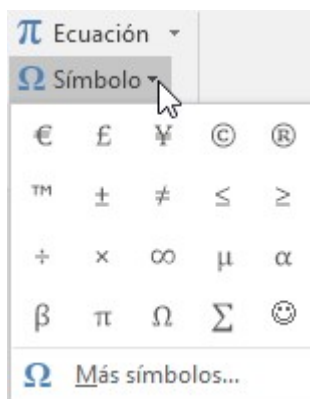 π Ecuación
Ω Símbolo
€ £ ¥ © ®
™ ± ≠ ≤ ≥
÷ × ∞ µ α
β π Ω Σ ☺
Ω Más símbolos...